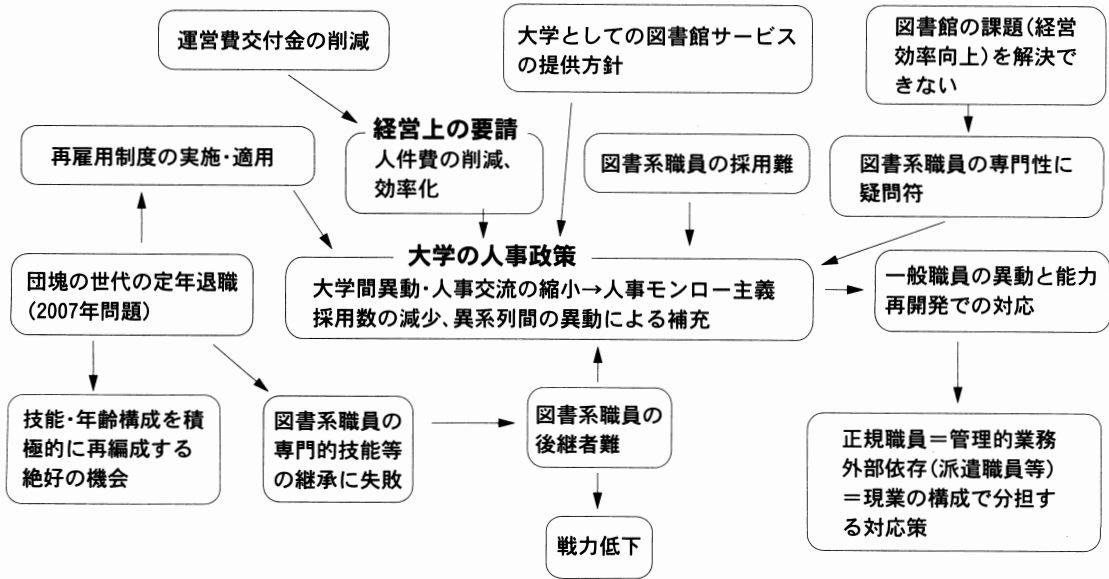 運営費交付金の削減
大学としての図書館サービス
の提供方針
図書館の課題(経営
効率向上)を解決で
きない
経営上の要請
人件費の削減、
効率化
再雇用制度の実施・適用
図書系職員の採用難
図書系職員の専門性に
疑問符
大学の人事政策
大学間異動・人事交流の縮小→人事モンロー主義
採用数の減少、異系列間の異動による補充
団塊の世代の定年退職
(2007年問題)
一般職員の異動と能力
再開発での対応
技能・年齢構成を積
極的に再編成する
絶好の機会
図書系職員の
専門的技能等
の継承に失敗
図書系職員の
後継者難
正規職員＝管理的業務
外部依存(派遣職員等)
＝現業の構成で分担す
る対応策
戦力低下